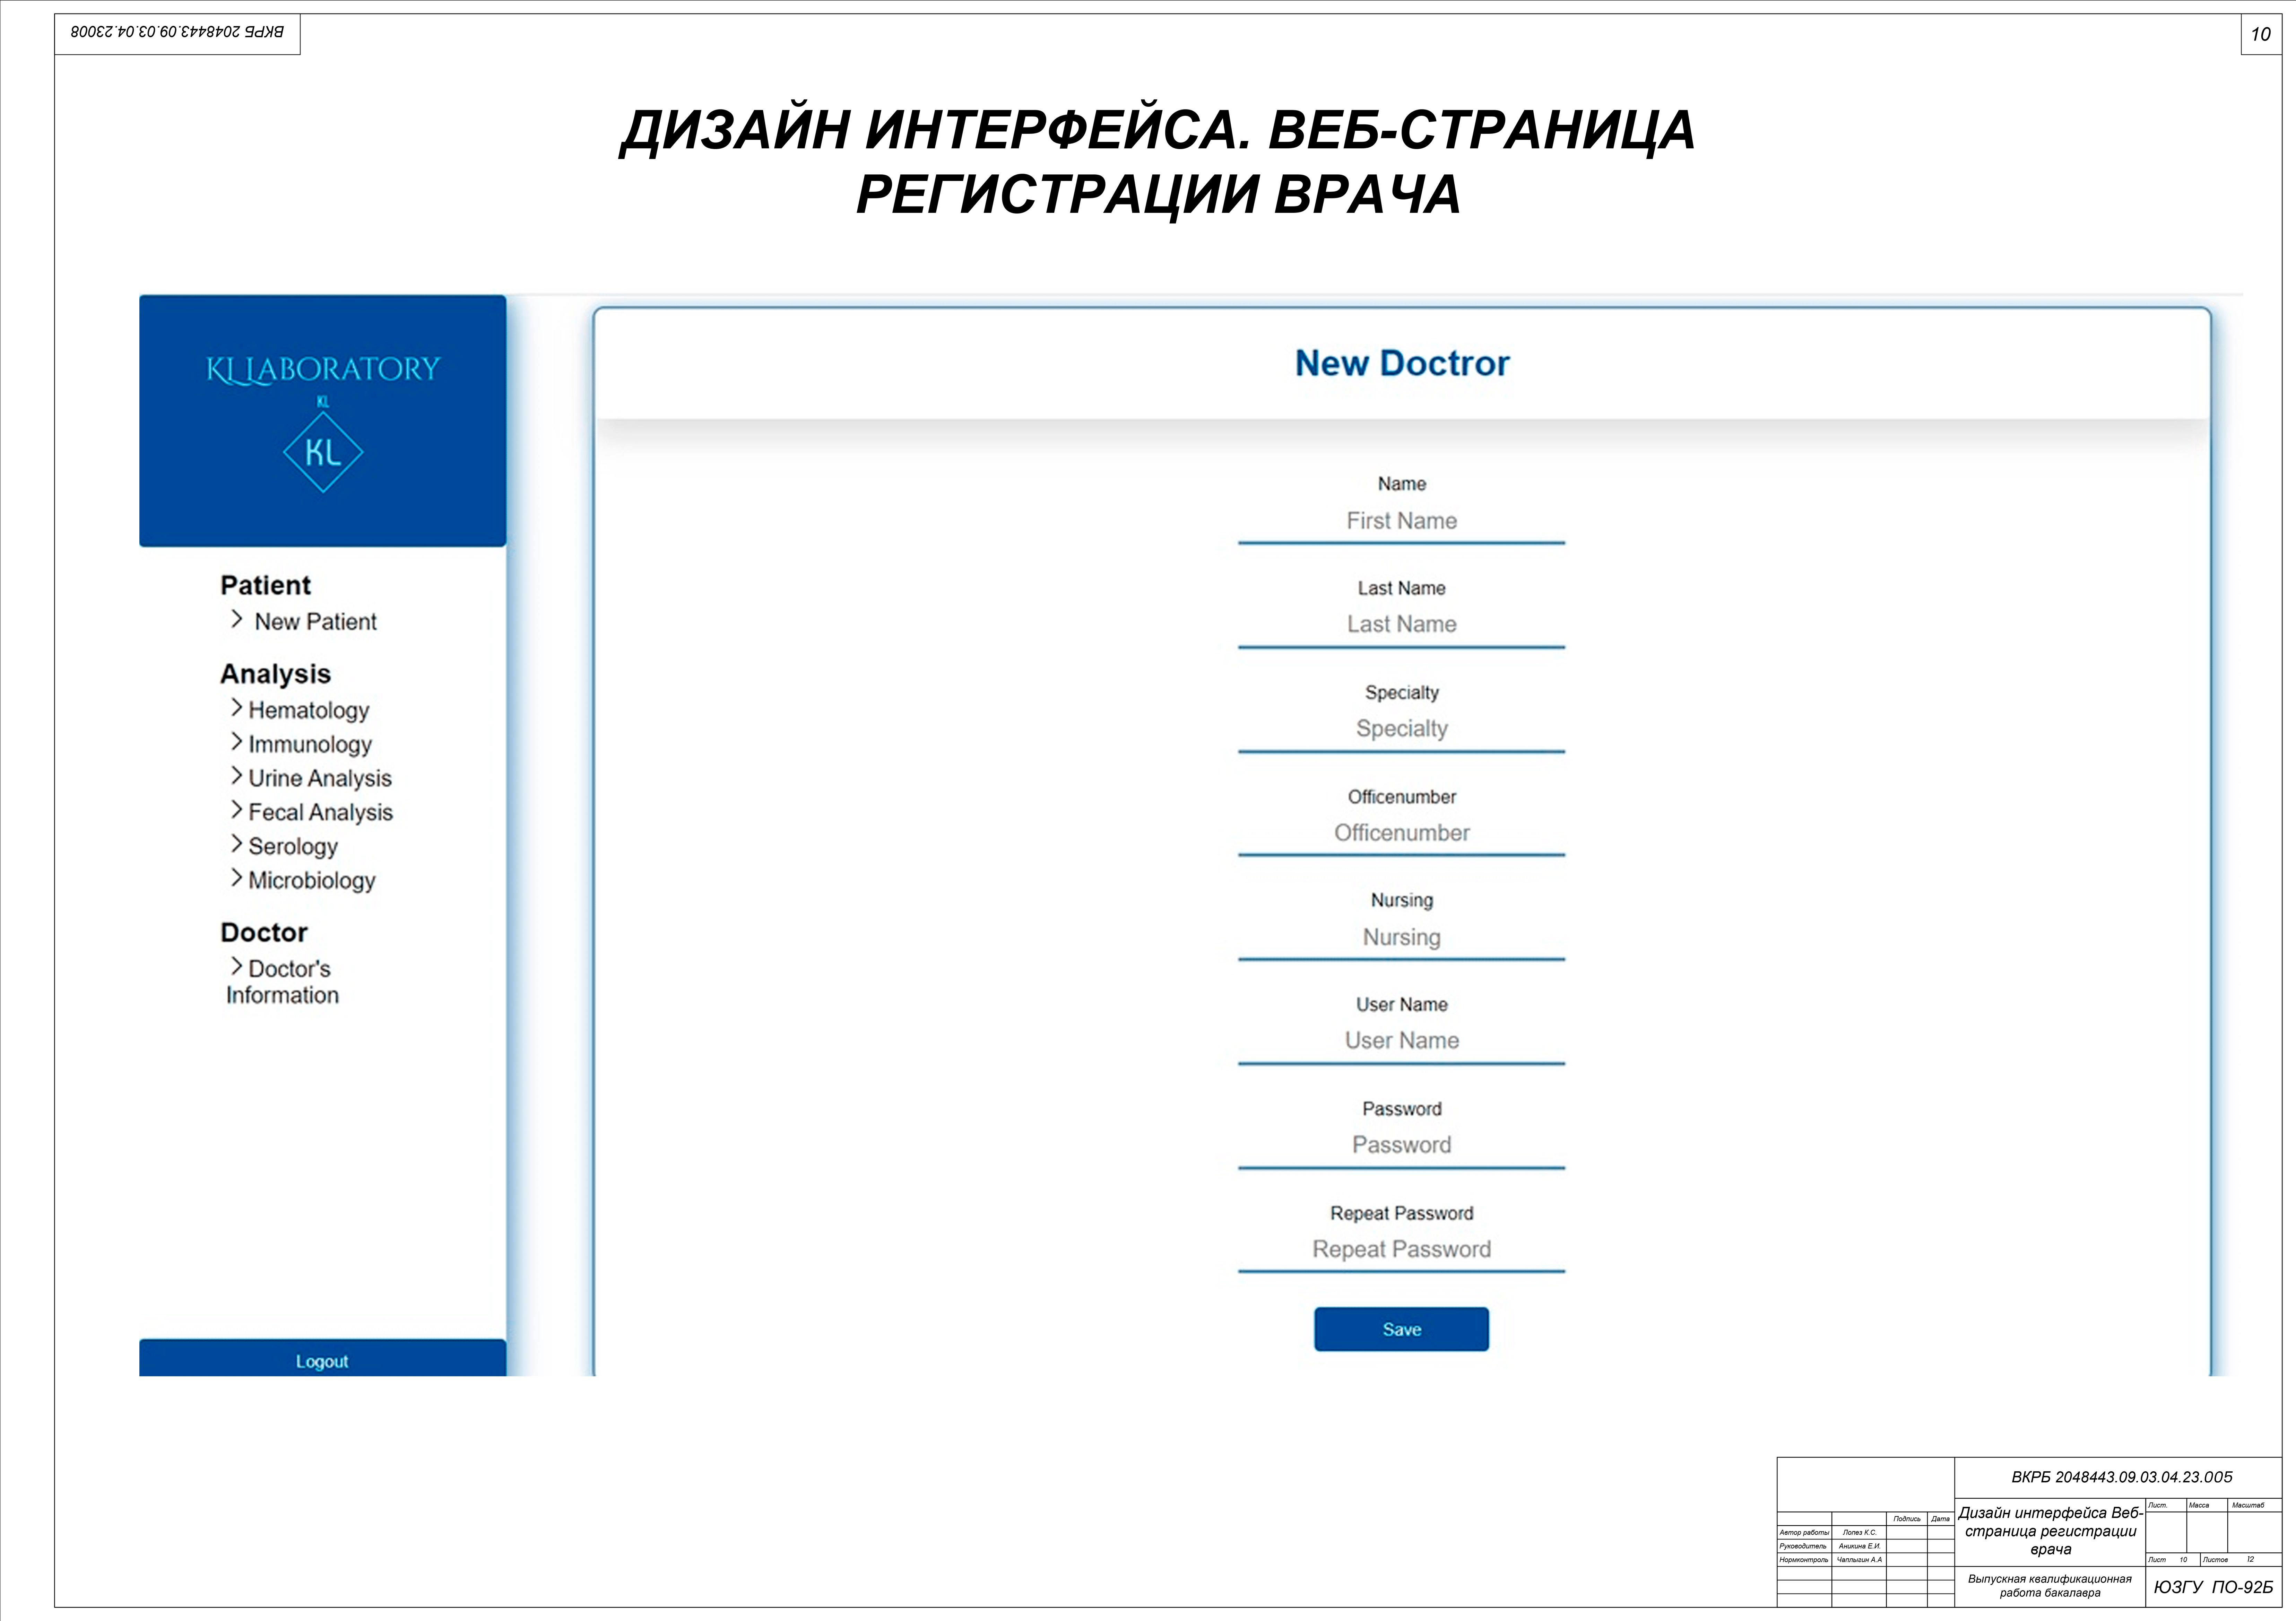 ВКРБ 2048443.09.03.04.23008
10
ДИЗАЙН ИНТЕРФЕЙСА. ВЕБ-СТРАНИЦА
РЕГИСТРАЦИИ ВРАЧА
KL LABORATORY
KL
KL
Patient
New Patient
Analysis
Hematology
Immunology
Urine Analysis
Fecal Analysis
Serology
Microbiology
Doctor
Doctor's
Information
Logout
New Doctror
Name
First Name
Last Name
Last Name
Specialty
Specialty
Officenumber
Officenumber
Nursing
Nursing
User Name
User Name
Password
Password
Repeat Password
Repeat Password
Save
ВКРБ 2048443.09.03.04.23.005
Подпись Дата
Автор работы Лопез К.С.
Руководитель Аникина Е.И.
Нормконтроль Чаплыгин А.А
Дизайн интерфейса Веб-
страница регистрации
врача
Лист. Масса Масштаб
Лист 10 Листов 12
Выпускная квалификационная
работа бакалавра
ЮЗГУ ПО-92Б